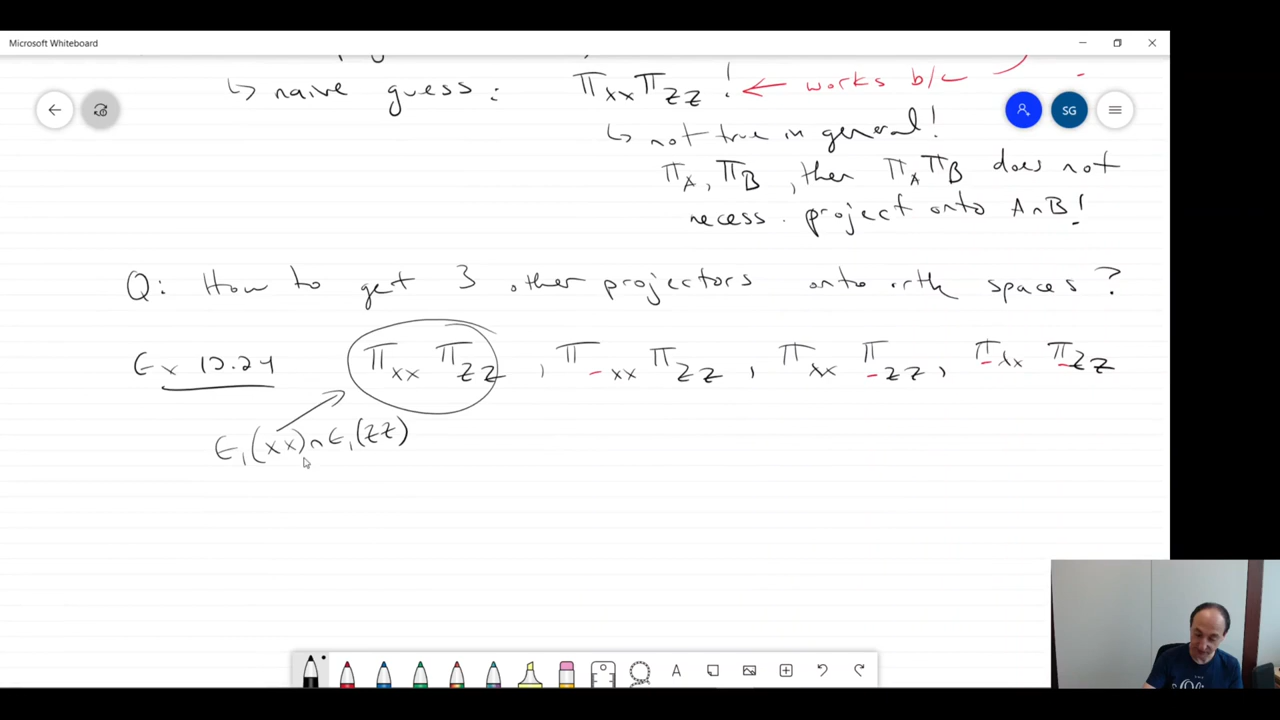 Microsoft Whiteboard
↳ naive guess: Π_XX Π_ZZ ! ← works b/c
SG
↳ not true in general!
Π_A, Π_B, then Π_A Π_B does not
necess. project onto A∩B!
Q: How to get 3 other projectors onto orth spaces?
Ex 12.24 Π_XX Π_ZZ , Π_-XX Π_ZZ , Π_XX Π_-ZZ , Π_-XX Π_-ZZ
E_1(XX)∩E_1(ZZ)
A